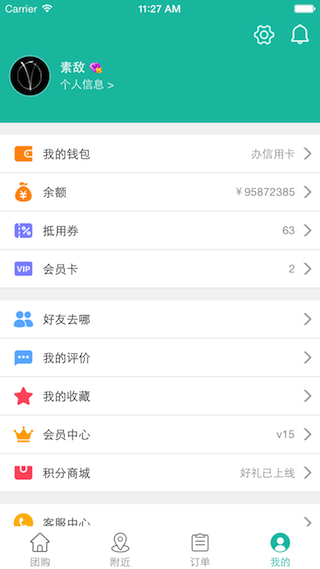 Carrier 11:27 AM
素敌
个人信息 >
我的钱包 办信用卡
余额 ￥95872385
抵用券 63
VIP 会员卡 2
好友去哪
我的评价
我的收藏
会员中心 v15
积分商城 好礼已上线
客服中心
团购 附近 订单 我的